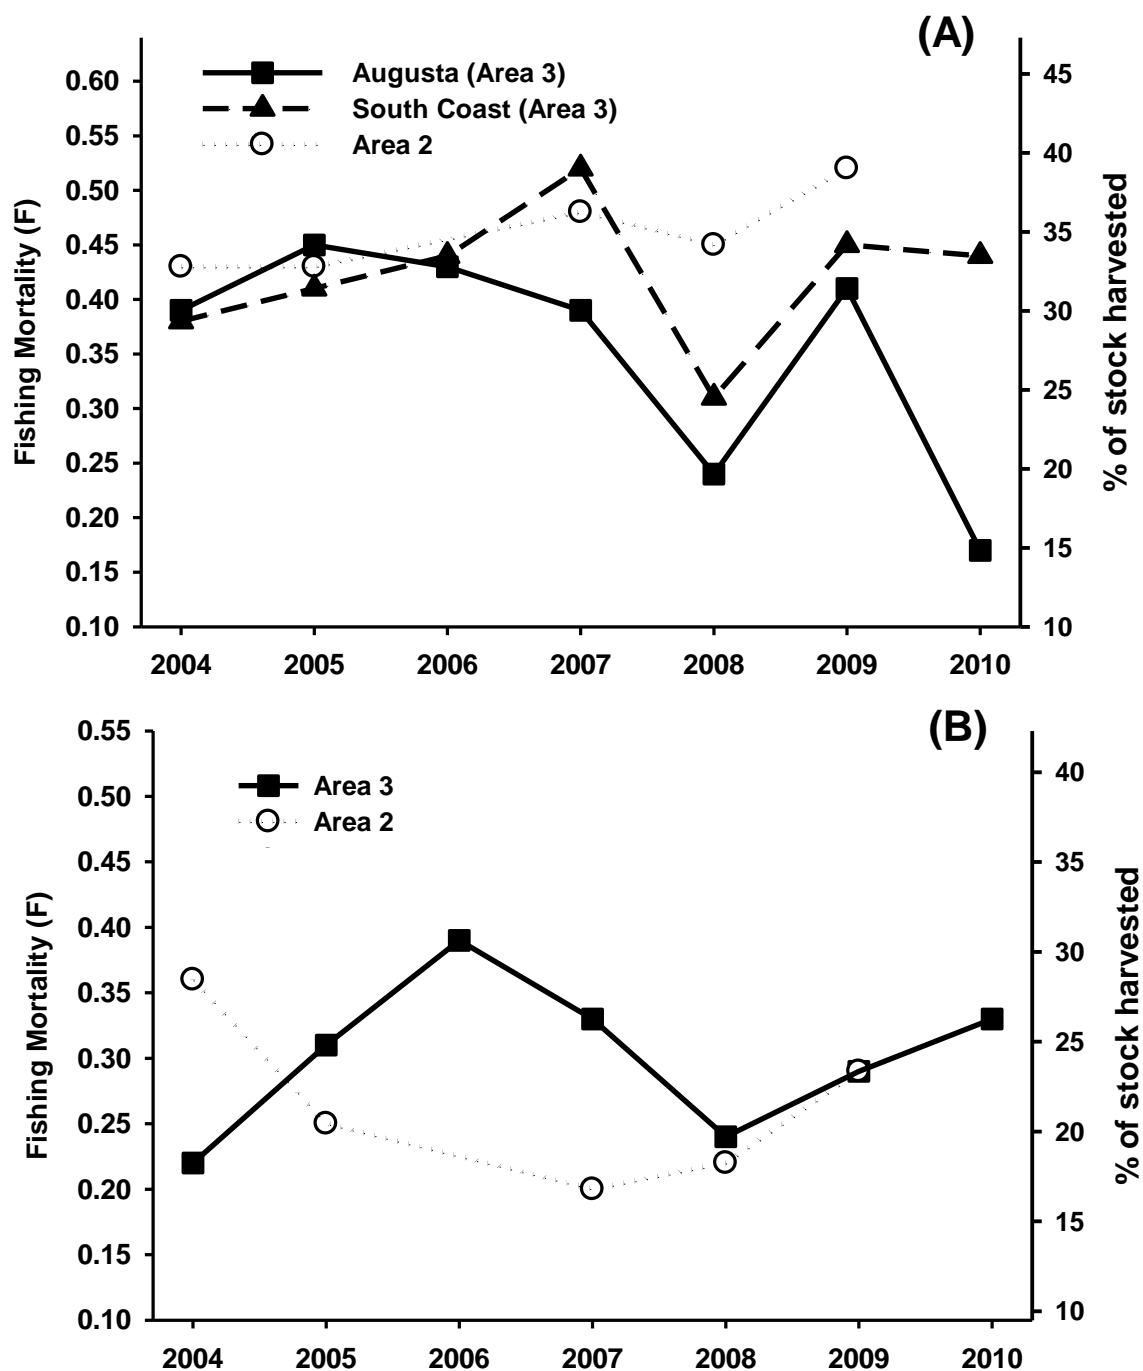 (A)
Augusta (Area 3)
South Coast (Area 3)
Area 2
Fishing Mortality (F)
0.60
0.55
0.50
0.45
0.40
0.35
0.30
0.25
0.20
0.15
0.10
% of stock harvested
45
40
35
30
25
20
15
10
2004 2005 2006 2007 2008 2009 2010
(B)
Area 3
Area 2
Fishing Mortality (F)
0.55
0.50
0.45
0.40
0.35
0.30
0.25
0.20
0.15
0.10
% of stock harvested
40
35
30
25
20
15
10
2004 2005 2006 2007 2008 2009 2010